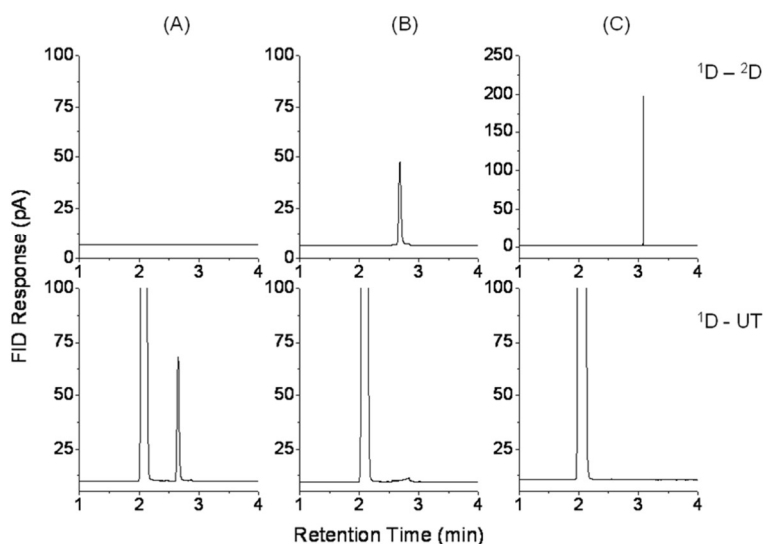 (A) (B) (C)
100 100 250
¹D – ²D
200
75 75
150
50 50
100
25 25
50
0 0 0
1 2 3 4 1 2 3 4 1 2 3 4
FID Response (pA)
100 100 100
¹D - UT
75 75 75
50 50 50
25 25 25
1 2 3 4 1 2 3 4 1 2 3 4
Retention Time (min)